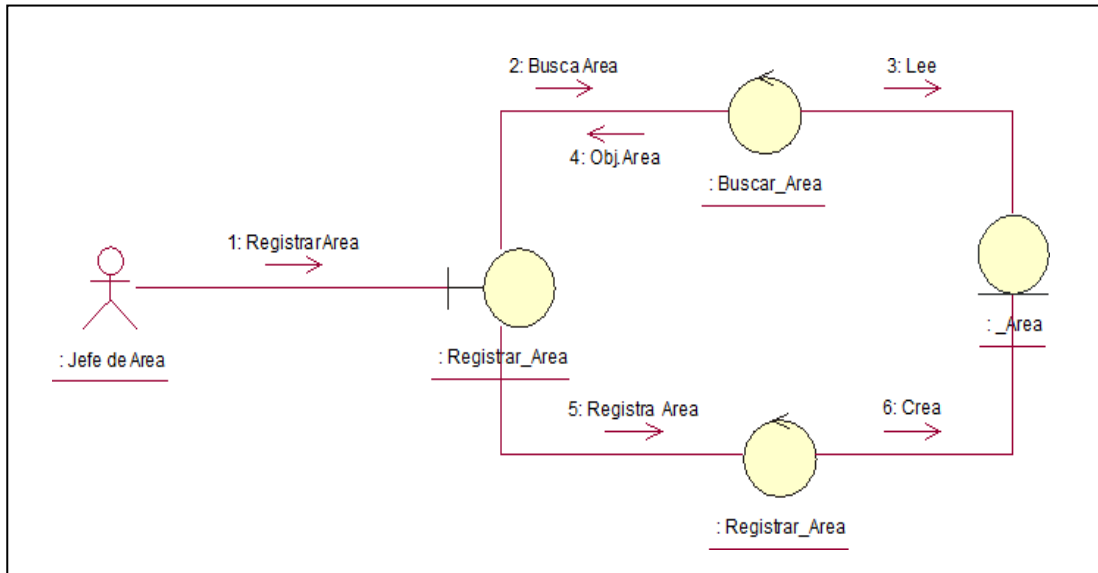 2: Busca Area
3: Lee
4: Obj.Area
: Buscar_Area
1: RegistrarArea
: _Area
: Jefe de Area
: Registrar_Area
5: Registra Area
6: Crea
: Registrar_Area